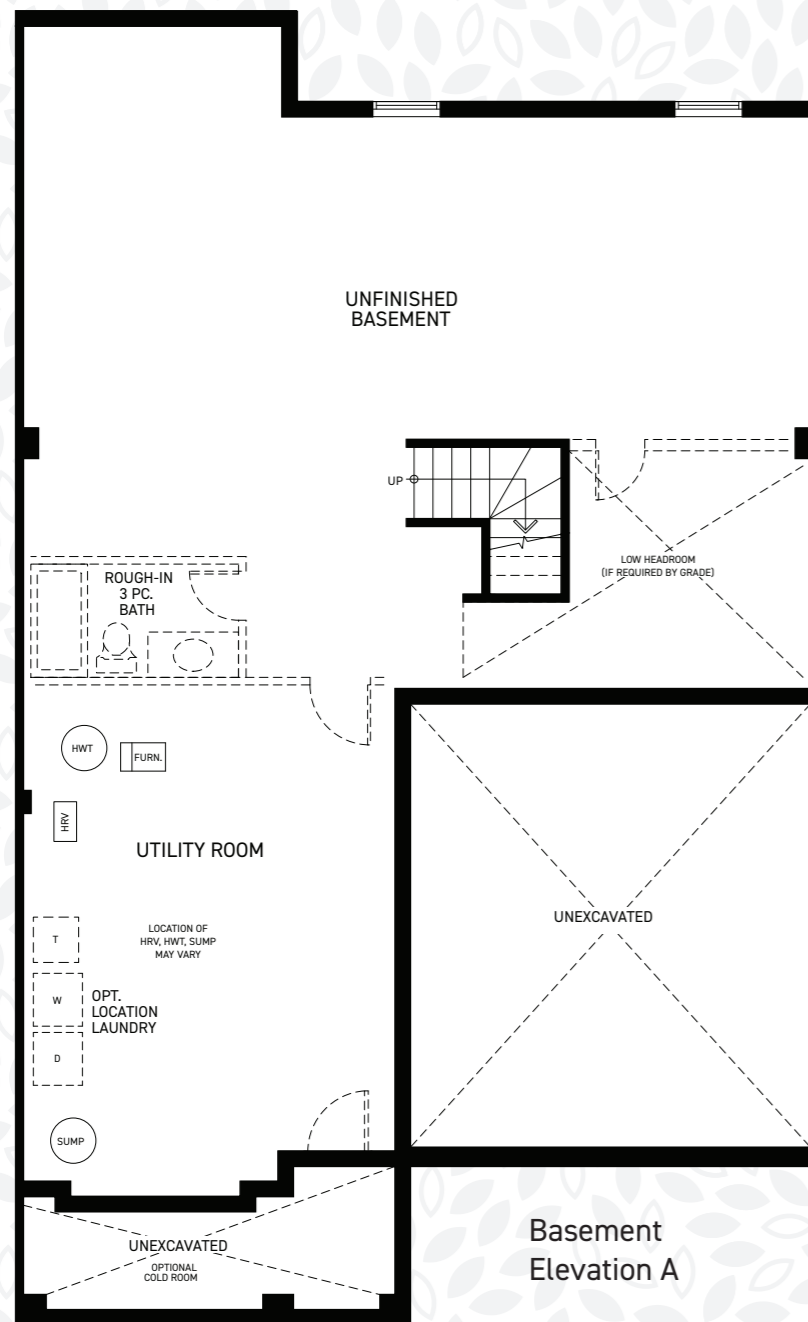 UNFINISHED
BASEMENT
UP
LOW HEADROOM
(IF REQUIRED BY GRADE)
ROUGH-IN
3 PC.
BATH
HWT
FURN.
HRV
UTILITY ROOM
LOCATION OF
HRV, HWT, SUMP
MAY VARY
UNEXCAVATED
T
W
OPT.
LOCATION
LAUNDRY
D
SUMP
UNEXCAVATED
OPTIONAL
COLD ROOM
Basement
Elevation A